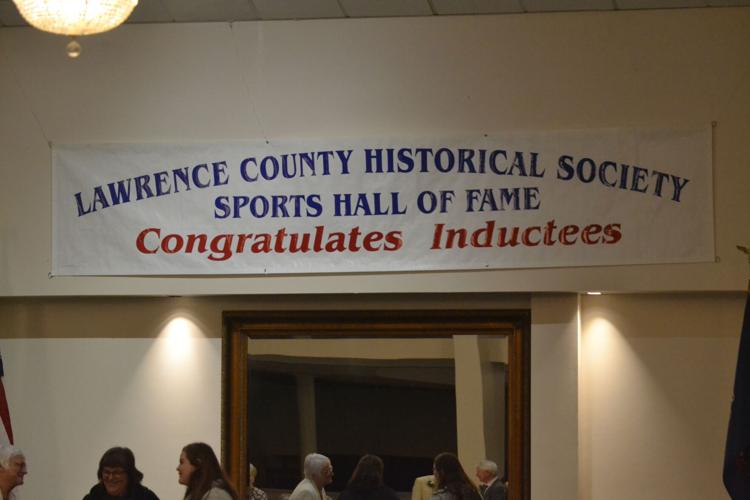 LAWRENCE COUNTY HISTORICAL SOCIETY
SPORTS HALL OF FAME
Congratulates Inductees